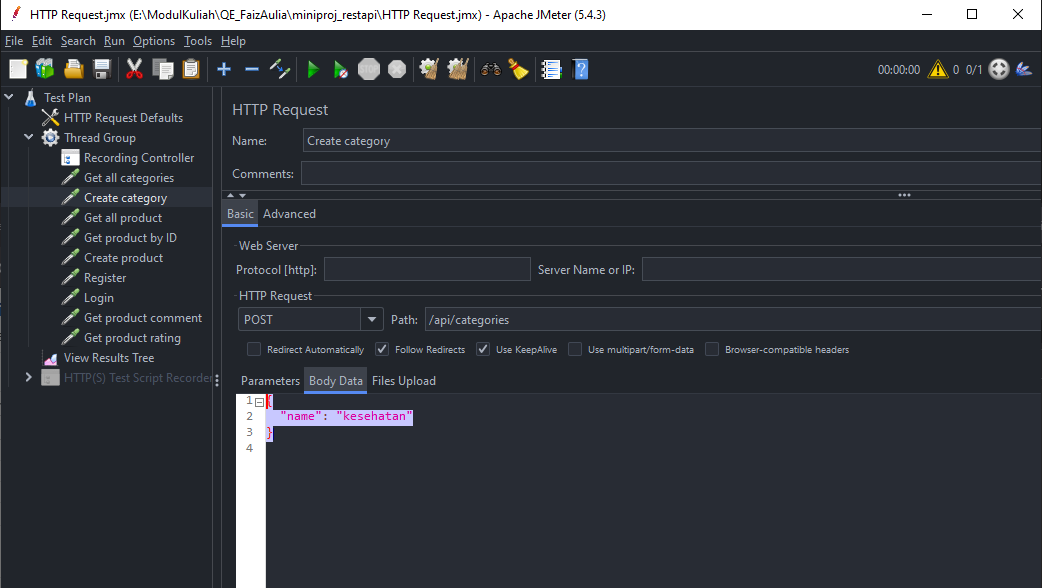 HTTP Request.jmx (E:\ModulKuliah\QE_FaizAulia\miniproj_restapi\HTTP Request.jmx) - Apache JMeter (5.4.3)
File Edit Search Run Options Tools Help
STOP 00:00:00 0 0/1
Test Plan
HTTP Request Defaults
Thread Group
Recording Controller
Get all categories
Create category
Get all product
Get product by ID
Create product
Register
Login
Get product comment
Get product rating
View Results Tree
HTTP(S) Test Script Recorder
HTTP Request
Name: Create category
Comments:
Basic Advanced
Web Server
Protocol [http]: Server Name or IP:
HTTP Request
POST Path: /api/categories
Redirect Automatically Follow Redirects Use KeepAlive Use multipart/form-data Browser-compatible headers
Parameters Body Data Files Upload
1 {
2 "name": "kesehatan"
3 }
4